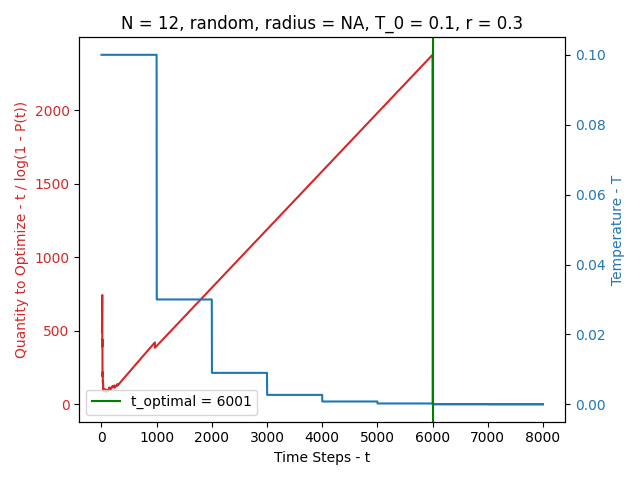 N = 12, random, radius = NA, T_0 = 0.1, r = 0.3
Quantity to Optimize - t / log(1 - P(t))
2000
1500
1000
500
0
0.10
0.08
0.06
0.04
0.02
0.00
Temperature - T
t_optimal = 6001
0 1000 2000 3000 4000 5000 6000 7000 8000
Time Steps - t